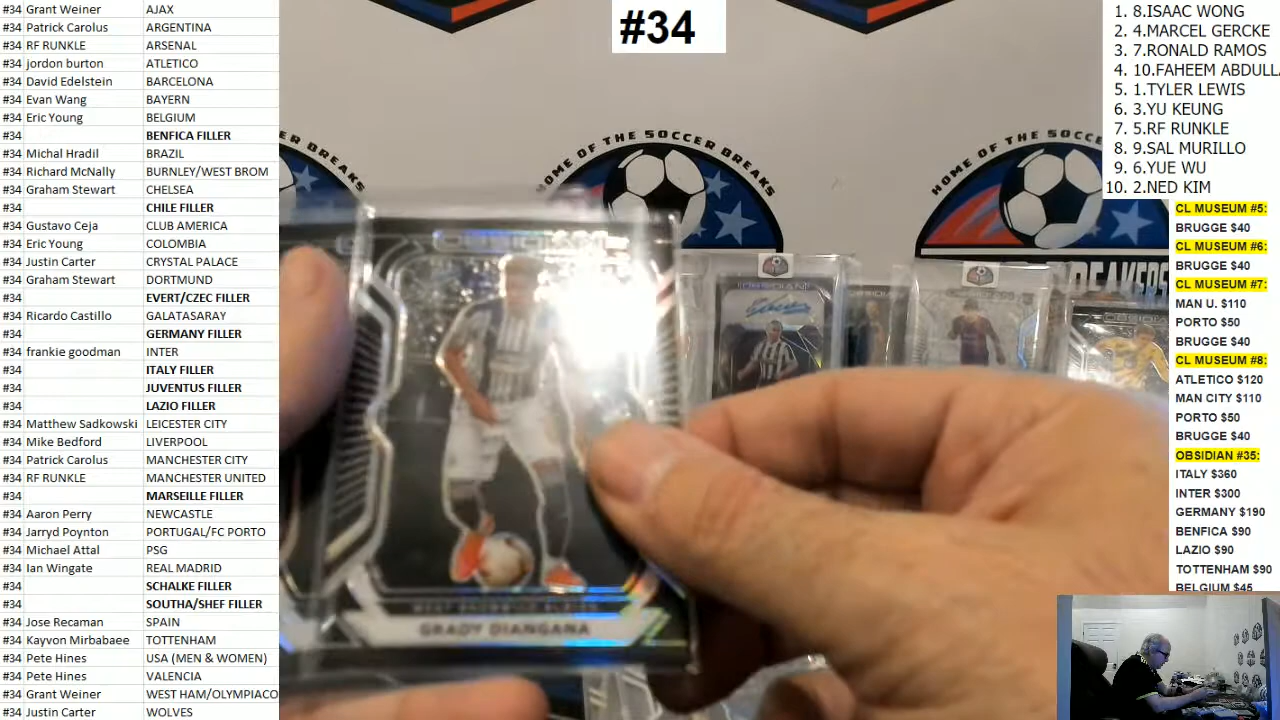 #34 Grant Weiner AJAX
#34 Patrick Carolus ARGENTINA
#34 RF RUNKLE ARSENAL
#34 jordon burton ATLETICO
#34 David Edelstein BARCELONA
#34 Evan Wang BAYERN
#34 Eric Young BELGIUM
#34 BENFICA FILLER
#34 Michal Hradil BRAZIL
#34 Richard McNally BURNLEY/WEST BROM
#34 Graham Stewart CHELSEA
#34 CHILE FILLER
#34 Gustavo Ceja CLUB AMERICA
#34 Eric Young COLOMBIA
#34 Justin Carter CRYSTAL PALACE
#34 Graham Stewart DORTMUND
#34 EVERT/CZEC FILLER
#34 Ricardo Castillo GALATASARAY
#34 GERMANY FILLER
#34 frankie goodman INTER
#34 ITALY FILLER
#34 JUVENTUS FILLER
#34 LAZIO FILLER
#34 Matthew Sadkowski LEICESTER CITY
#34 Mike Bedford LIVERPOOL
#34 Patrick Carolus MANCHESTER CITY
#34 RF RUNKLE MANCHESTER UNITED
#34 MARSEILLE FILLER
#34 Aaron Perry NEWCASTLE
#34 Jarryd Poynton PORTUGAL/FC PORTO
#34 Michael Attal PSG
#34 Ian Wingate REAL MADRID
#34 SCHALKE FILLER
#34 SOUTHA/SHEF FILLER
#34 Jose Recaman SPAIN
#34 Kayvon Mirbabaee TOTTENHAM
#34 Pete Hines USA (MEN & WOMEN)
#34 Pete Hines VALENCIA
#34 Grant Weiner WEST HAM/OLYMPIACO
#34 Justin Carter WOLVES
#34
HOME OF THE SOCCER BREAKS
HOME OF THE SOCCER BREAKS
BREAKERS
OBSIDIAN
OBSIDIAN
WEST BROMWICH ALBION
GRADY DIANGANA
1. 8.ISAAC WONG
2. 4.MARCEL GERCKE
3. 7.RONALD RAMOS
4. 10.FAHEEM ABDULL
5. 1.TYLER LEWIS
6. 3.YU KEUNG
7. 5.RF RUNKLE
8. 9.SAL MURILLO
9. 6.YUE WU
10. 2.NED KIM
CL MUSEUM #5:
BRUGGE $40
CL MUSEUM #6:
BRUGGE $40
CL MUSEUM #7:
MAN U. $110
PORTO $50
BRUGGE $40
CL MUSEUM #8:
ATLETICO $120
MAN CITY $110
PORTO $50
BRUGGE $40
OBSIDIAN #35:
ITALY $360
INTER $300
GERMANY $190
BENFICA $90
LAZIO $90
TOTTENHAM $90
BELGIUM $45